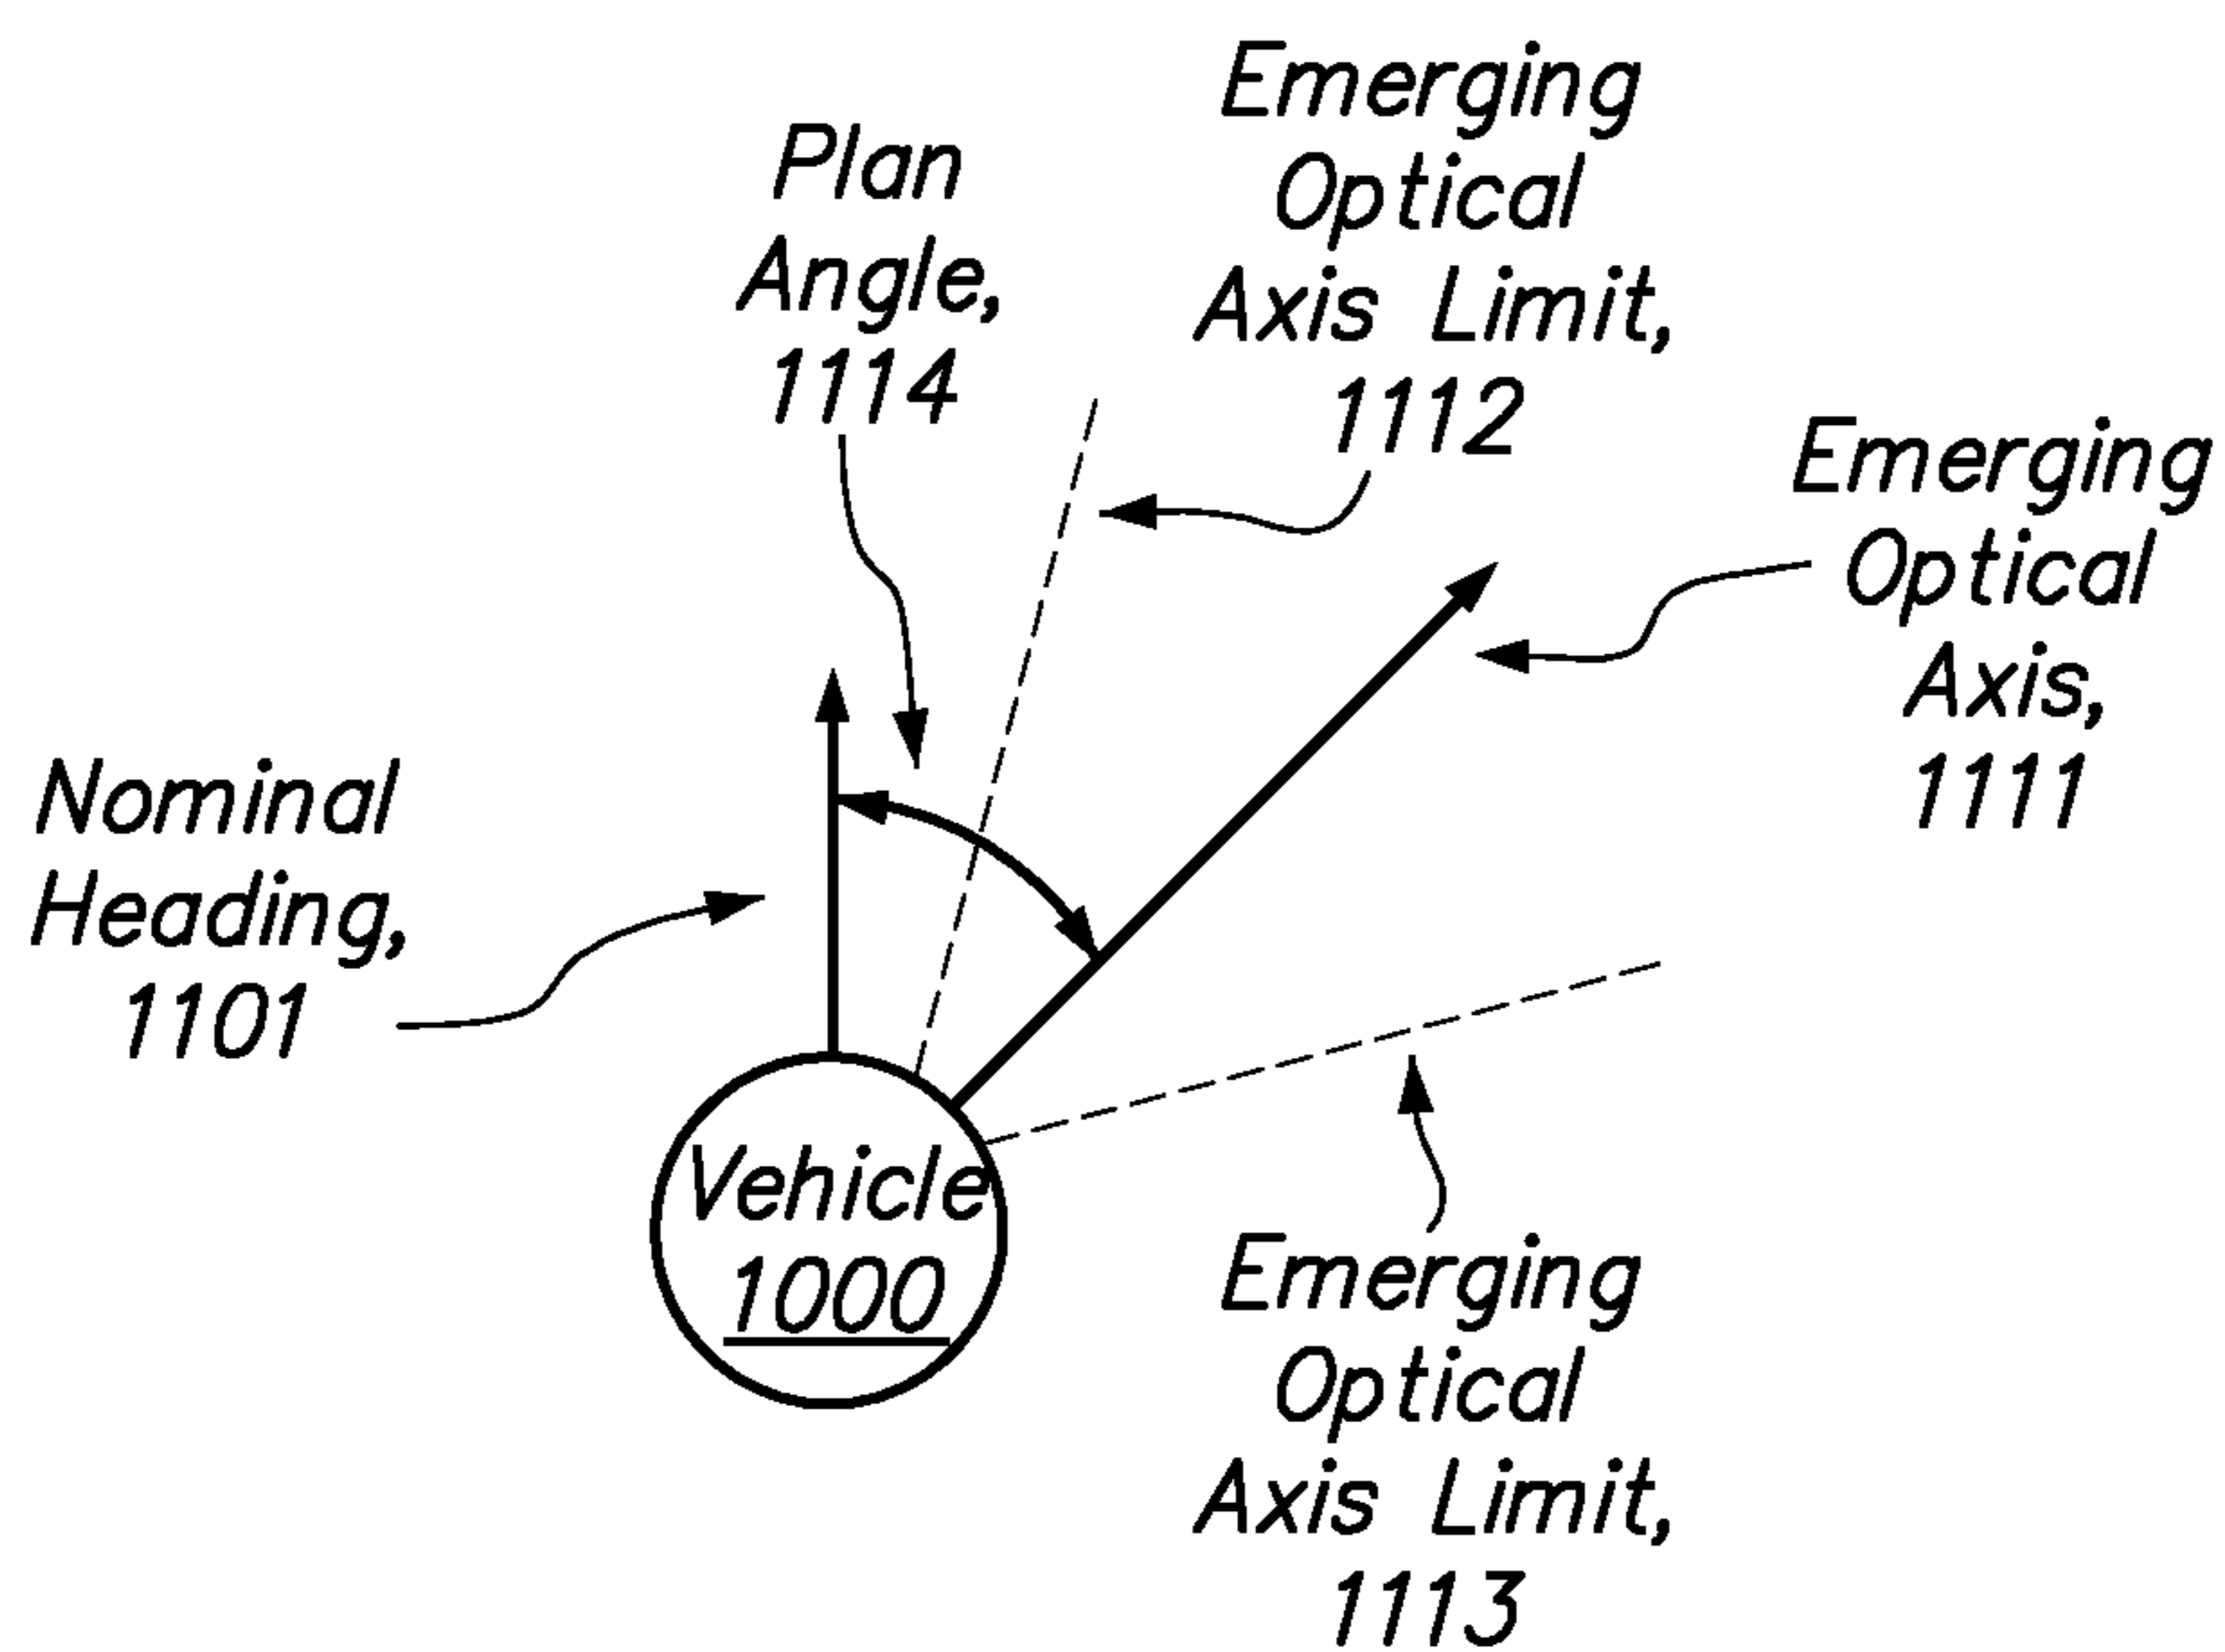 Plan
Angle,
1114
Emerging
Optical
Axis Limit,
1112
Emerging
Optical
Axis,
1111
Nominal
Heading,
1101
Vehicle
1000
Emerging
Optical
Axis Limit,
1113